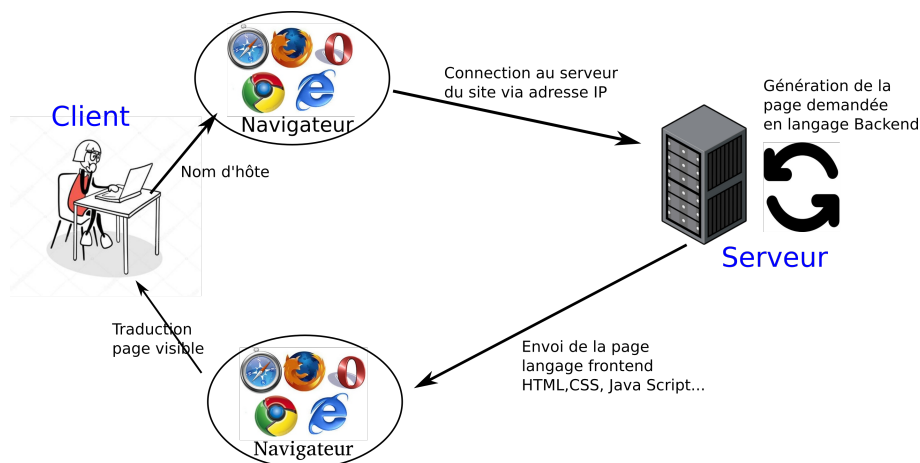 Client
Nom d'hôte
Navigateur
Connection au serveur
du site via adresse IP
Génération de la
page demandée
en langage Backend
Serveur
Envoi de la page
langage frontend
HTML,CSS, Java Script...
Navigateur
Traduction
page visible